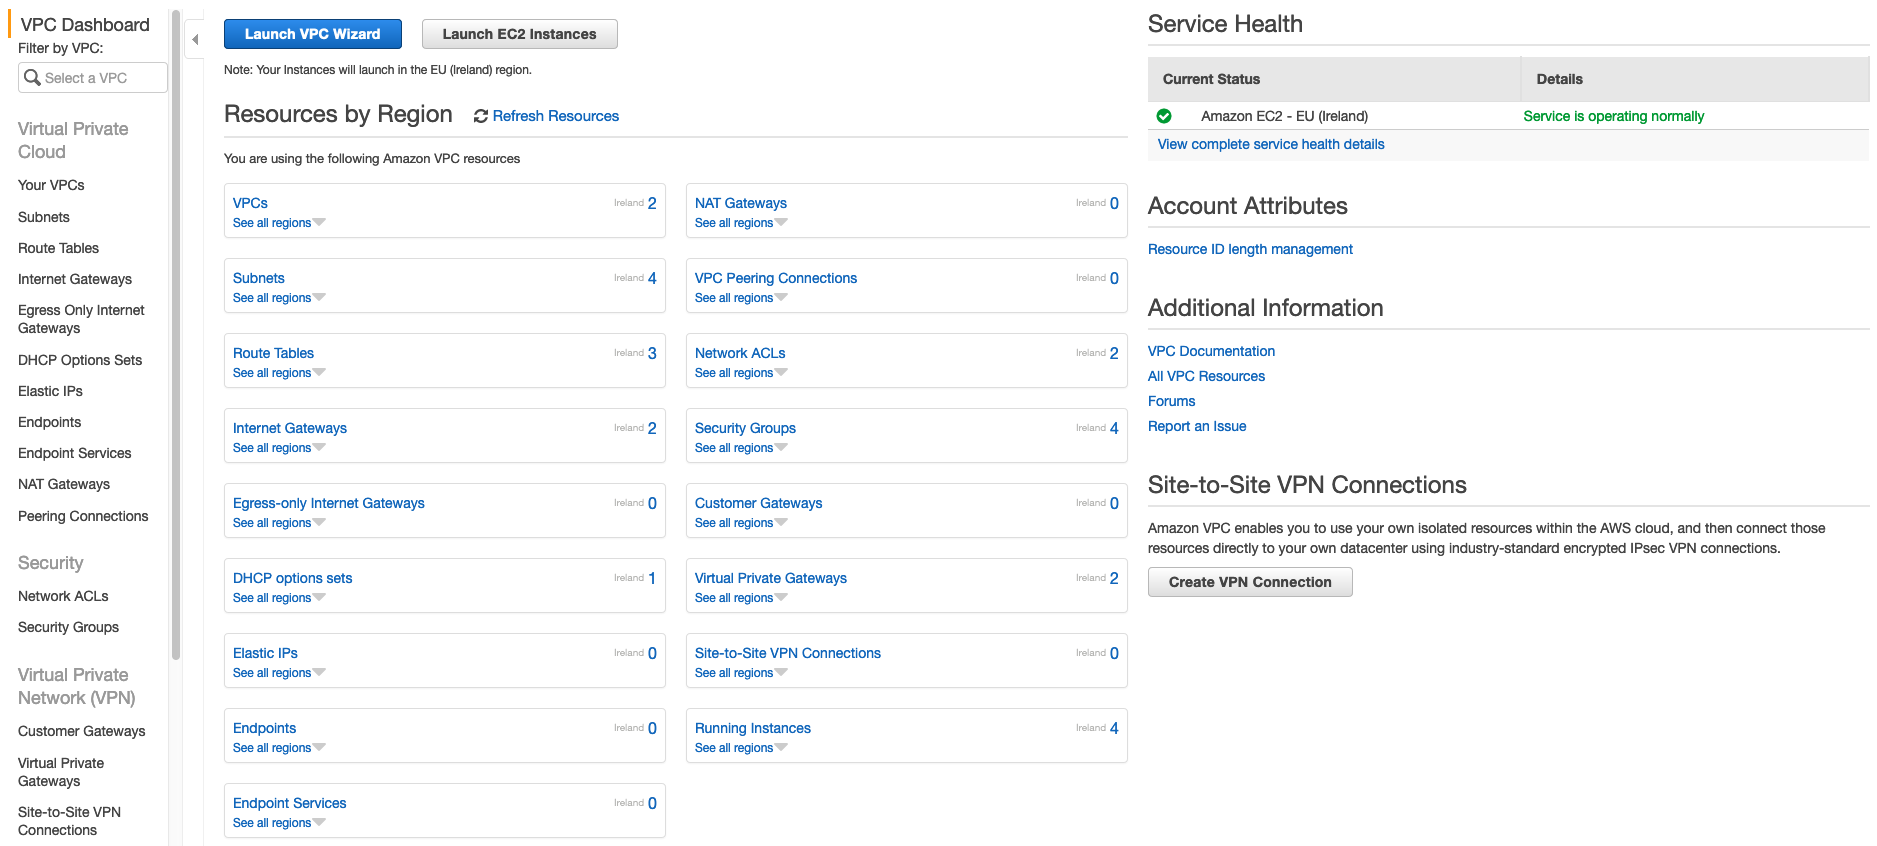 VPC Dashboard
Filter by VPC:
Select a VPC
Virtual Private
Cloud
Your VPCs
Subnets
Route Tables
Internet Gateways
Egress Only Internet
Gateways
DHCP Options Sets
Elastic IPs
Endpoints
Endpoint Services
NAT Gateways
Peering Connections
Security
Network ACLs
Security Groups
Virtual Private
Network (VPN)
Customer Gateways
Virtual Private
Gateways
Site-to-Site VPN
Connections
Launch VPC Wizard
Launch EC2 Instances
Note: Your Instances will launch in the EU (Ireland) region.
Resources by Region Refresh Resources
You are using the following Amazon VPC resources
VPCs Ireland 2
See all regions
NAT Gateways Ireland 0
See all regions
Subnets Ireland 4
See all regions
VPC Peering Connections Ireland 0
See all regions
Route Tables Ireland 3
See all regions
Network ACLs Ireland 2
See all regions
Internet Gateways Ireland 2
See all regions
Security Groups Ireland 4
See all regions
Egress-only Internet Gateways Ireland 0
See all regions
Customer Gateways Ireland 0
See all regions
DHCP options sets Ireland 1
See all regions
Virtual Private Gateways Ireland 2
See all regions
Elastic IPs Ireland 0
See all regions
Site-to-Site VPN Connections Ireland 0
See all regions
Endpoints Ireland 0
See all regions
Running Instances Ireland 4
See all regions
Endpoint Services Ireland 0
See all regions
Service Health
Current Status Details
Amazon EC2 - EU (Ireland) Service is operating normally
View complete service health details
Account Attributes
Resource ID length management
Additional Information
VPC Documentation
All VPC Resources
Forums
Report an Issue
Site-to-Site VPN Connections
Amazon VPC enables you to use your own isolated resources within the AWS cloud, and then connect those
resources directly to your own datacenter using industry-standard encrypted IPsec VPN connections.
Create VPN Connection